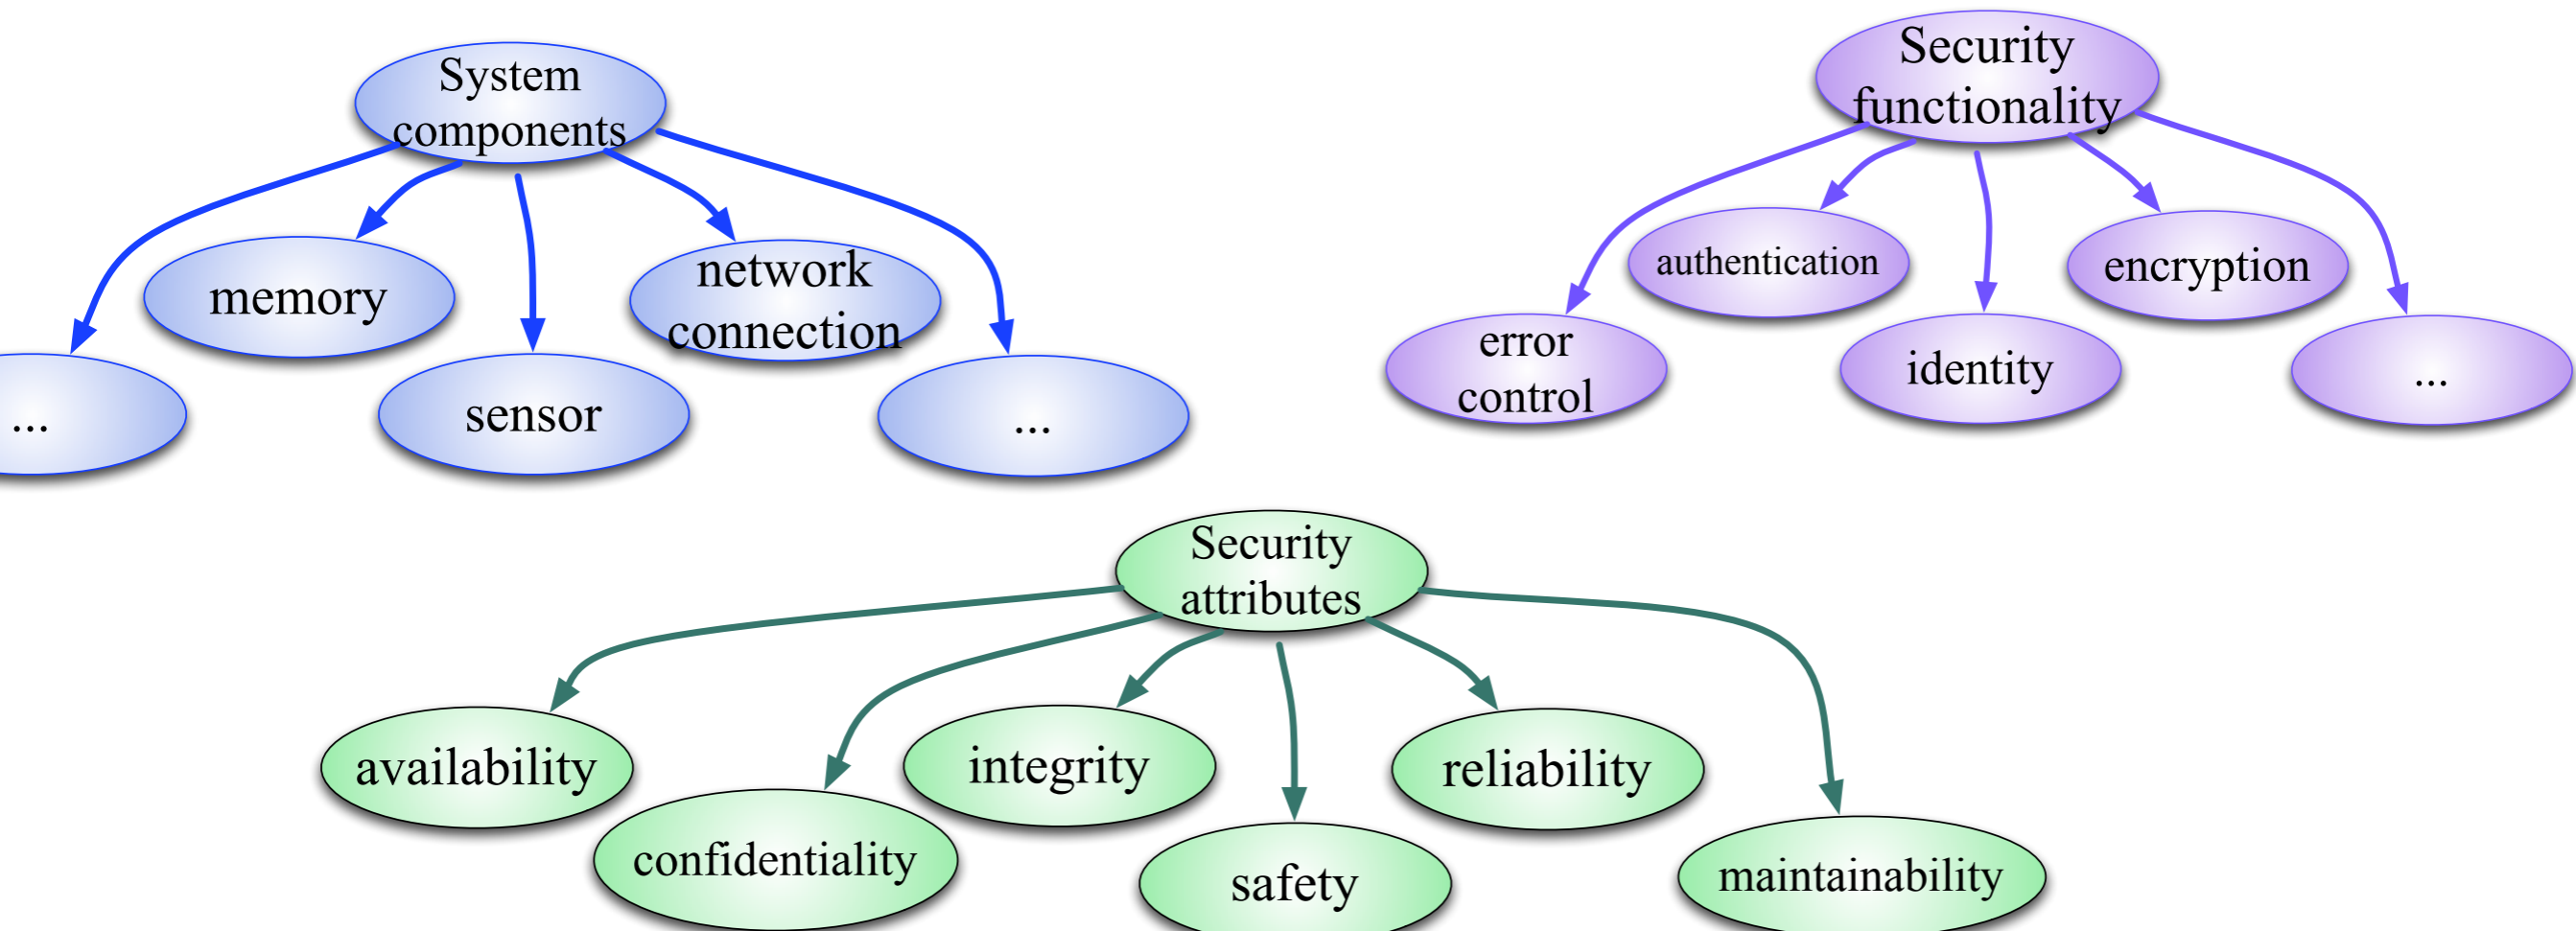 System
components
memory
network
connection
...
sensor
...
Security
functionality
authentication
encryption
error
control
identity
...
Security
attributes
availability
integrity
reliability
confidentiality
safety
maintainability